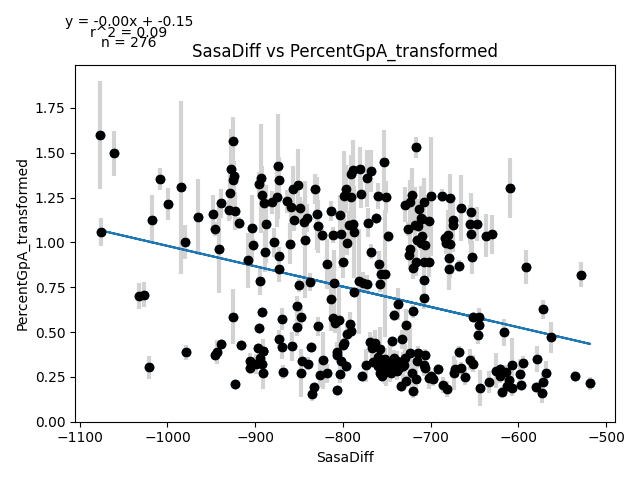 y = -0.00x + -0.15
r^2 = 0.09
n = 276
SasaDiff vs PercentGpA_transformed
PercentGpA_transformed
1.75
1.50
1.25
1.00
0.75
0.50
0.25
0.00
−1100 −1000 −900 −800 −700 −600 −500
SasaDiff